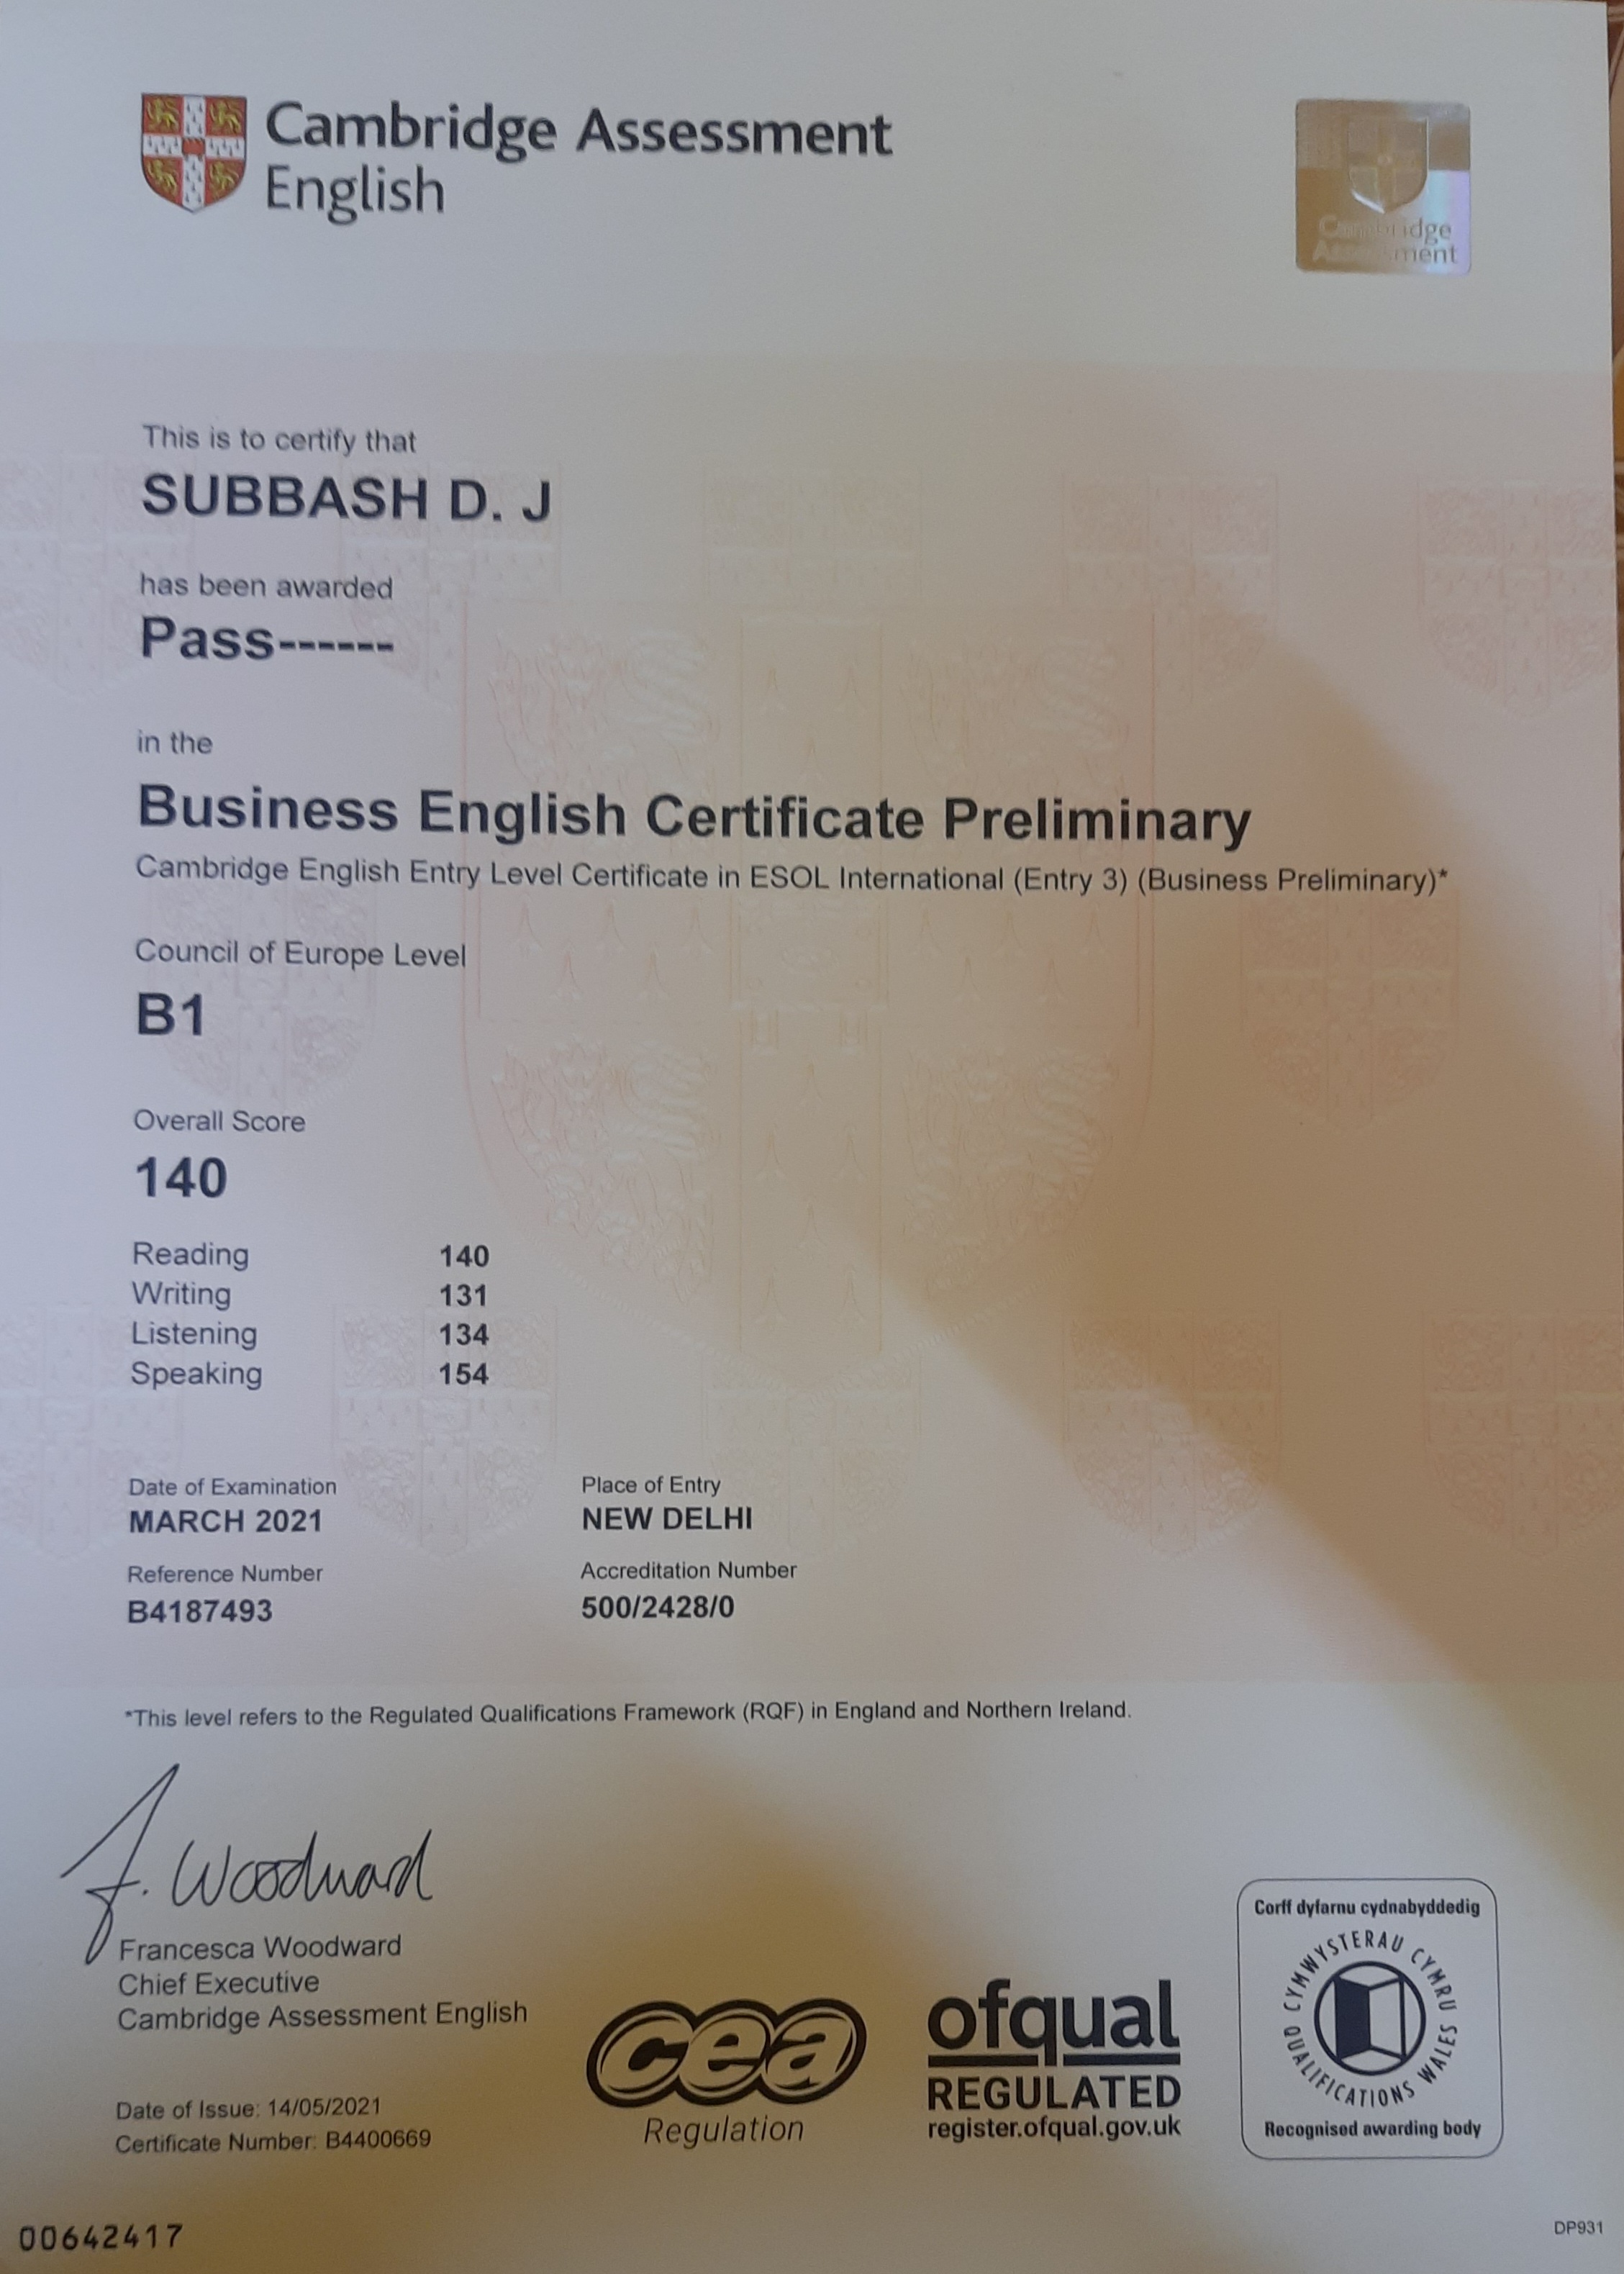 Cambridge Assessment
English
Cambridge
Assessment
This is to certify that
SUBBASH D. J
has been awarded
Pass------
in the
Business English Certificate Preliminary
Cambridge English Entry Level Certificate in ESOL International (Entry 3) (Business Preliminary)*
Council of Europe Level
B1
Overall Score
140
Reading 140
Writing 131
Listening 134
Speaking 154
Date of Examination Place of Entry
MARCH 2021 NEW DELHI
Reference Number Accreditation Number
B4187493 500/2428/0
*This level refers to the Regulated Qualifications Framework (RQF) in England and Northern Ireland.
F. Woodward
Francesca Woodward
Chief Executive
Cambridge Assessment English
Date of Issue: 14/05/2021
Certificate Number: B4400669
cea
Regulation
ofqual
REGULATED
register.ofqual.gov.uk
Corff dyfarnu cydnabyddedig
CYMWYSTERAU CYMRU
QUALIFICATIONS WALES
Recognised awarding body
00642417
DP931